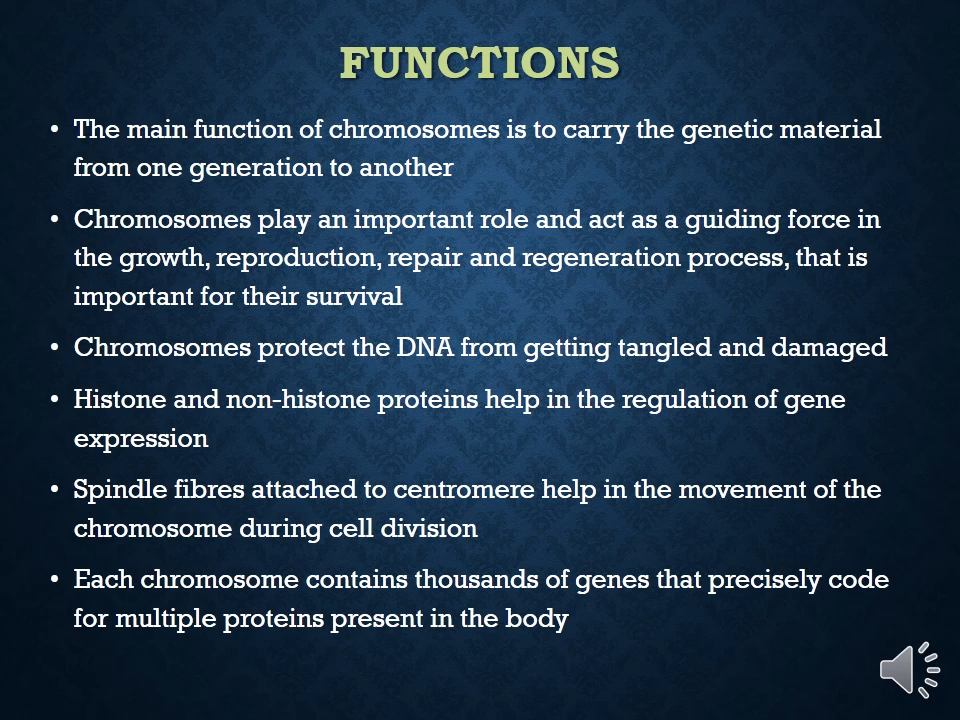 FUNCTIONS
• The main function of chromosomes is to carry the genetic material
from one generation to another
• Chromosomes play an important role and act as a guiding force in
the growth, reproduction, repair and regeneration process, that is
important for their survival
• Chromosomes protect the DNA from getting tangled and damaged
• Histone and non-histone proteins help in the regulation of gene
expression
• Spindle fibres attached to centromere help in the movement of the
chromosome during cell division
• Each chromosome contains thousands of genes that precisely code
for multiple proteins present in the body